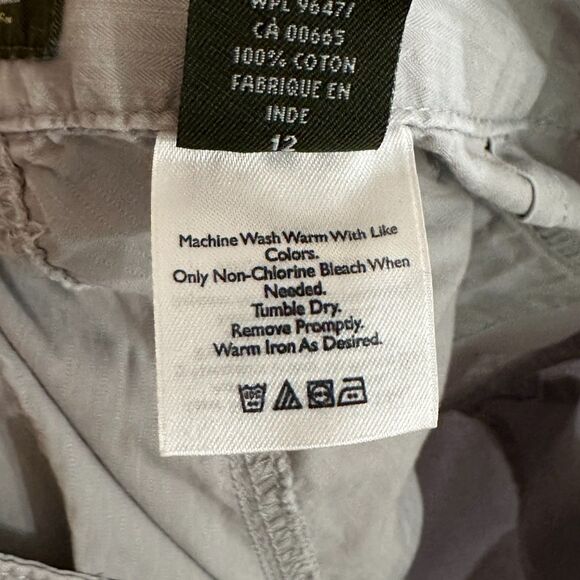 WPL 9647/
CA 00665
100% COTON
FABRIQUE EN
INDE
12
Machine Wash Warm With Like
Colors.
Only Non-Chlorine Bleach When
Needed.
Tumble Dry.
Remove Promptly.
Warm Iron As Desired.